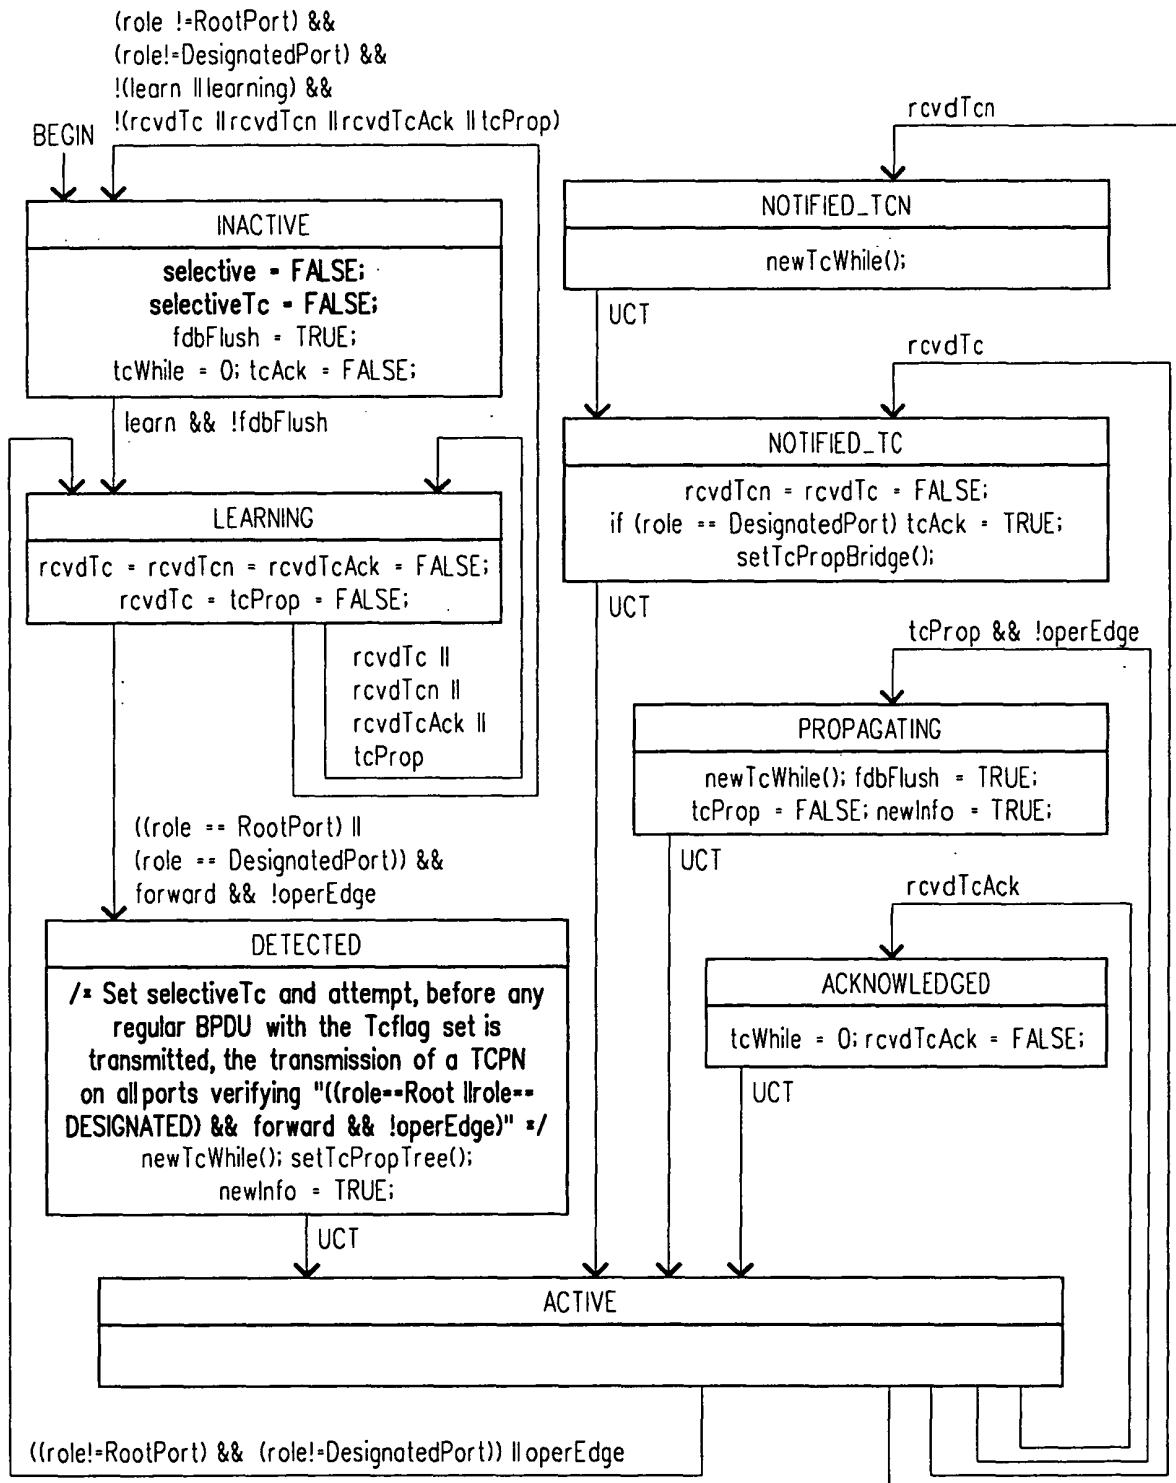 (role !=RootPort) &&
(role!=DesignatedPort) &&
!(learn || learning) &&
!(rcvdTc || rcvdTcn || rcvdTcAck || tcProp)
BEGIN
INACTIVE
selective = FALSE;
selectiveTc = FALSE;
fdbFlush = TRUE;
tcWhile = 0; tcAck = FALSE;
learn && !fdbFlush
LEARNING
rcvdTc = rcvdTcn = rcvdTcAck = FALSE;
rcvdTc = tcProp = FALSE;
rcvdTc ||
rcvdTcn ||
rcvdTcAck ||
tcProp
((role == RootPort) ||
(role == DesignatedPort)) &&
forward && !operEdge
DETECTED
/* Set selectiveTc and attempt, before any
regular BPDU with the Tcflag set is
transmitted, the transmission of a TCPN
on all ports verifying "((role==Root ||role==
DESIGNATED) && forward && !operEdge)" */
newTcWhile(); setTcPropTree();
newInfo = TRUE;
UCT
rcvdTcn
NOTIFIED_TCN
newTcWhile();
UCT
rcvdTc
NOTIFIED_TC
rcvdTcn = rcvdTc = FALSE;
if (role == DesignatedPort) tcAck = TRUE;
setTcPropBridge();
UCT
tcProp && !operEdge
PROPAGATING
newTcWhile(); fdbFlush = TRUE;
tcProp = FALSE; newInfo = TRUE;
UCT
rcvdTcAck
ACKNOWLEDGED
tcWhile = 0; rcvdTcAck = FALSE;
UCT
ACTIVE
((role!=RootPort) && (role!=DesignatedPort)) || operEdge